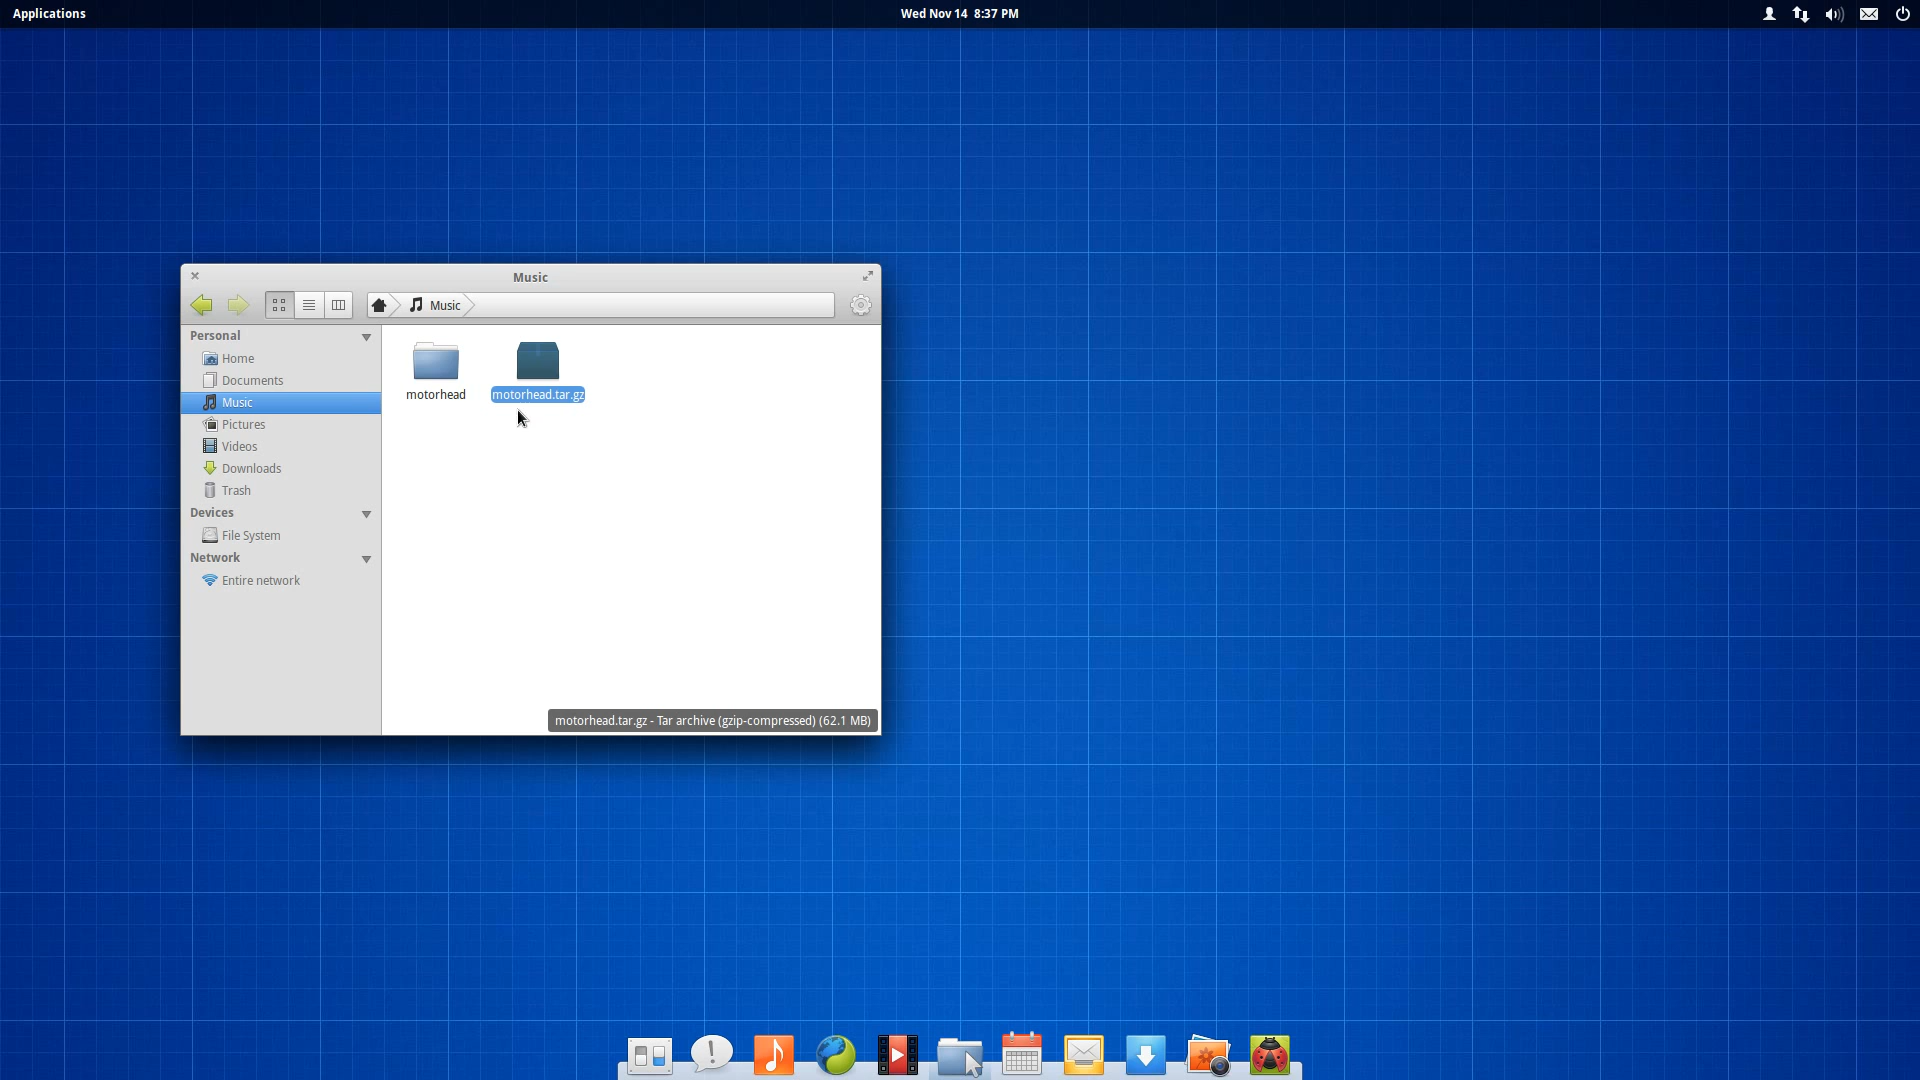 Applications
Wed Nov 14 8:37 PM
Music
Music
Personal
Home
Documents
Music
Pictures
Videos
Downloads
Trash
Devices
File System
Network
Entire network
motorhead
motorhead.tar.gz
motorhead.tar.gz - Tar archive (gzip-compressed) (62.1 MB)